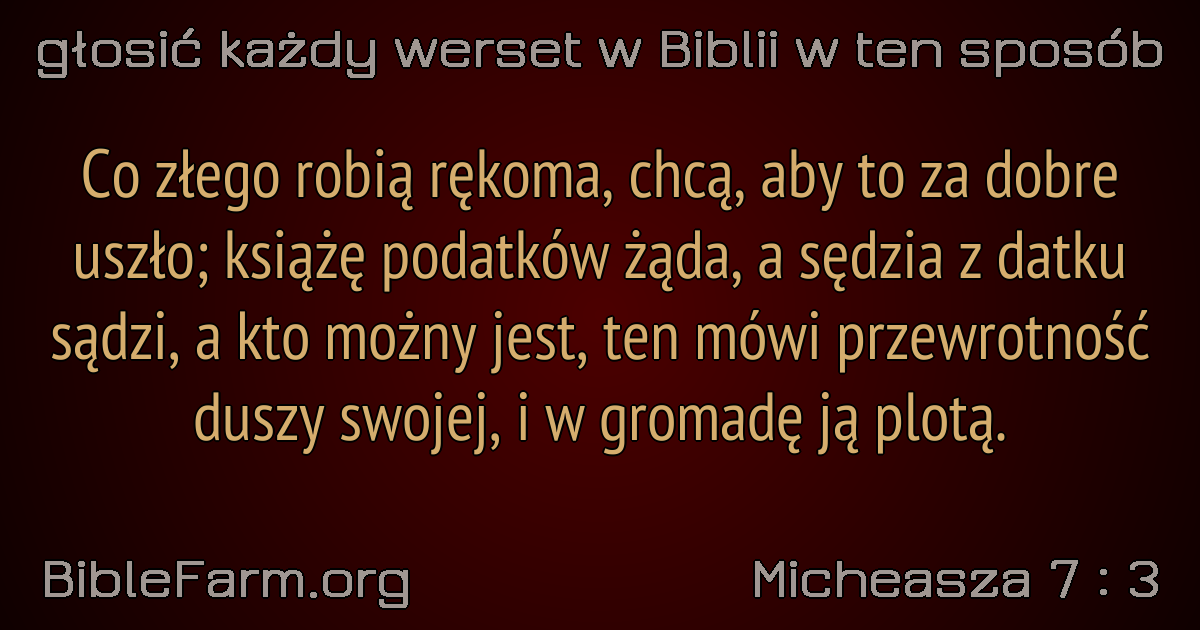 głosić każdy werset w Biblii w ten sposób
Co złego robią rękoma, chcą, aby to za dobre
uszło; książę podatków żąda, a sędzia z datku
sądzi, a kto możny jest, ten mówi przewrotność
duszy swojej, i w gromadę ją plotą.
BibleFarm.org
Micheasza 7 : 3